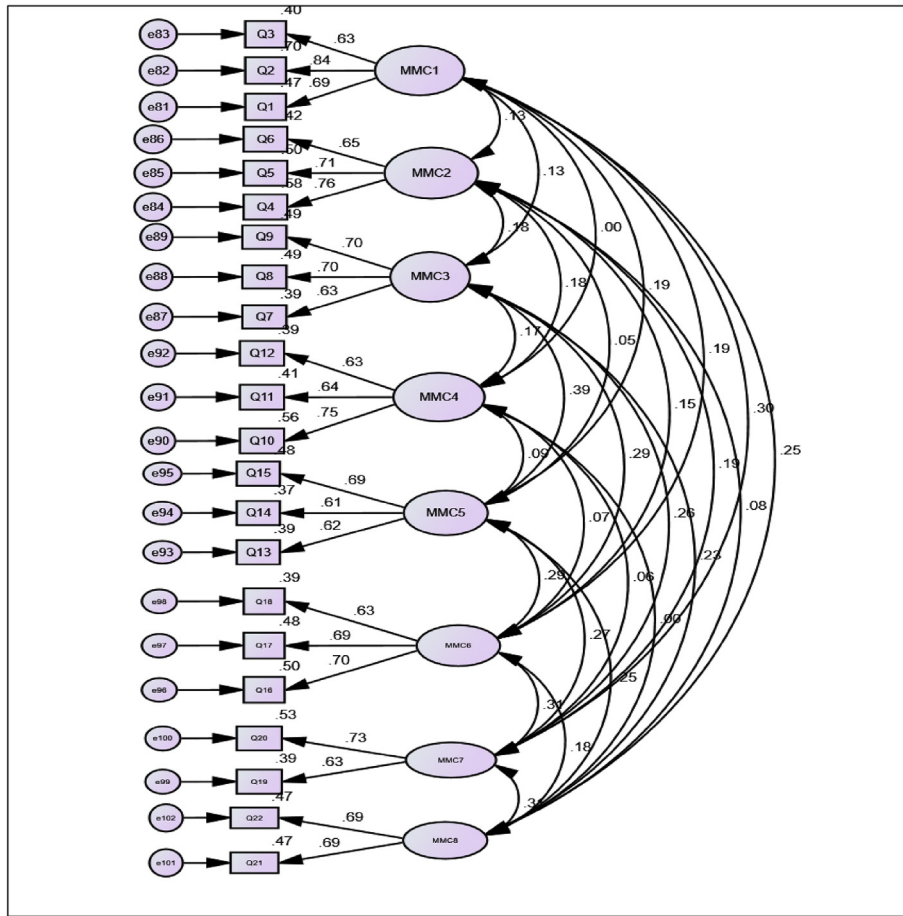 .40
e83 Q3 .63
.70
e82 Q2 .84 MMC1
.47 .69
e81 Q1
.42 .13
e86 Q6 .65
.50
e85 Q5 .71 MMC2 .13
.58 .76
e84 Q4
.49 .18 .00
e89 Q9 .70
.49
e88 Q8 .70 MMC3 .18 .19
.39 .63
e87 Q7
.39 .17 .05 .19
e92 Q12 .63
.41 .39
e91 Q11 .64 MMC4 .15 .30
.56 .75
e90 Q10
.48 .09 .29 .19 .25
e95 Q15 .69
.37
e94 Q14 .61 MMC5 .07 .26 .08
.39 .62
e93 Q13 .23
.39 .29 .06
e98 Q18 .63
.48 .27 .00
e97 Q17 .69 MMC6
.50 .70
e96 Q16 .25
.53 .31
e100 Q20 .73 .18
.39 MMC7
e99 Q19 .63
.47
e102 Q22 .69 .31
.47 MMC8
e101 Q21 .69